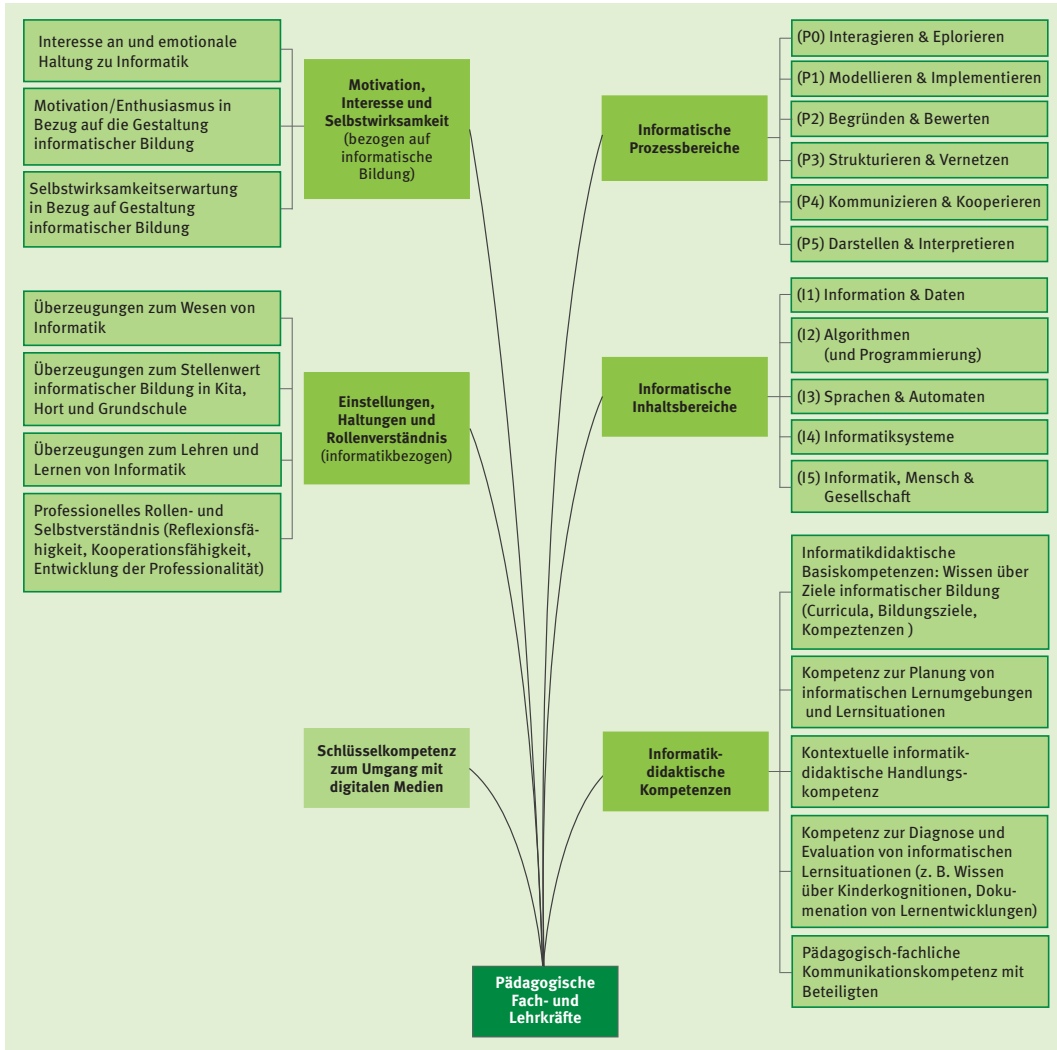 Interesse an und emotionale
Haltung zu Informatik
Motivation/Enthusiasmus in
Bezug auf die Gestaltung
informatischer Bildung
Selbstwirksamkeitserwartung
in Bezug auf Gestaltung
informatischer Bildung
Motivation,
Interesse und
Selbstwirksamkeit
(bezogen auf
informatische
Bildung)
Überzeugungen zum Wesen von
Informatik
Überzeugungen zum Stellenwert
informatischer Bildung in Kita,
Hort und Grundschule
Überzeugungen zum Lehren und
Lernen von Informatik
Professionelles Rollen- und
Selbstverständnis (Reflexionsfä-
higkeit, Kooperationsfähigkeit,
Entwicklung der Professionalität)
Einstellungen,
Haltungen und
Rollenverständnis
(informatikbezogen)
Schlüsselkompetenz
zum Umgang mit
digitalen Medien
Informatische
Prozessbereiche
(P0) Interagieren & Eplorieren
(P1) Modellieren & Implementieren
(P2) Begründen & Bewerten
(P3) Strukturieren & Vernetzen
(P4) Kommunizieren & Kooperieren
(P5) Darstellen & Interpretieren
Informatische
Inhaltsbereiche
(I1) Information & Daten
(I2) Algorithmen
(und Programmierung)
(I3) Sprachen & Automaten
(I4) Informatiksysteme
(I5) Informatik, Mensch &
Gesellschaft
Informatik-
didaktische
Kompetenzen
Informatikdidaktische
Basiskompetenzen: Wissen über
Ziele informatischer Bildung
(Curricula, Bildungsziele,
Kompeztenzen )
Kompetenz zur Planung von
informatischen Lernumgebungen
und Lernsituationen
Kontextuelle informatik-
didaktische Handlungs-
kompetenz
Kompetenz zur Diagnose und
Evaluation von informatischen
Lernsituationen (z. B. Wissen
über Kinderkognitionen, Doku-
menation von Lernentwicklungen)
Pädagogisch-fachliche
Kommunikationskompetenz mit
Beteiligten
Pädagogische
Fach- und
Lehrkräfte